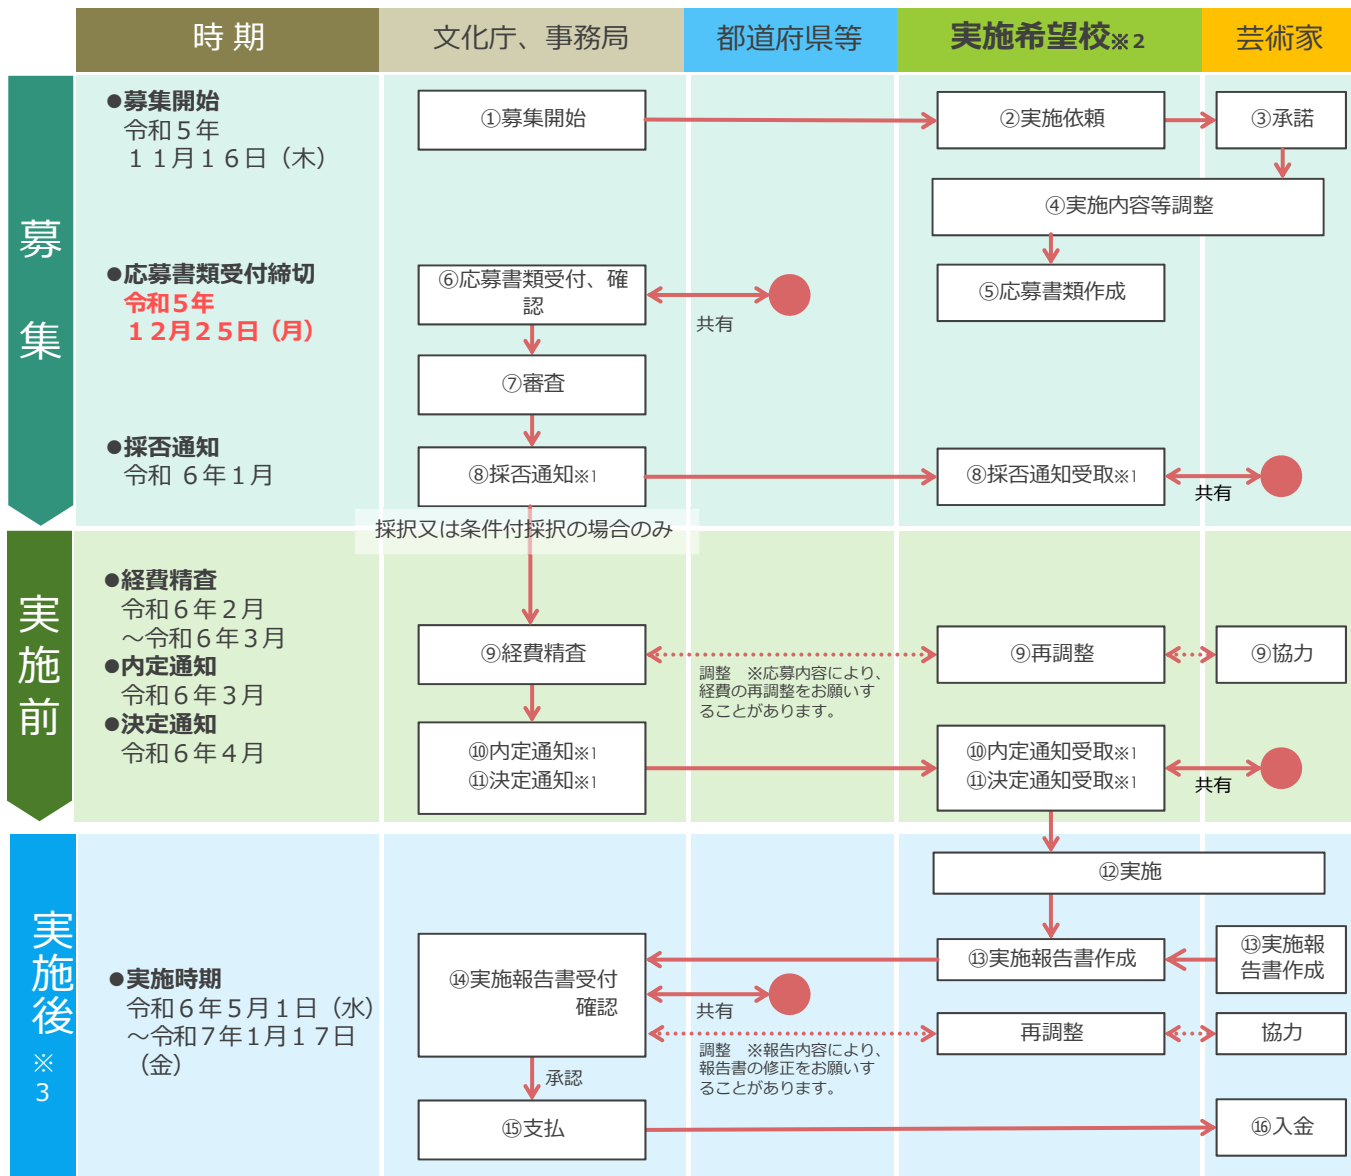 時 期
文化庁、事務局
都道府県等
実施希望校※2
芸術家
募集
●募集開始
令和５年
１１月１６日（木）
①募集開始
②実施依頼
③承諾
④実施内容等調整
●応募書類受付締切
令和５年
１２月２５日（月）
⑥応募書類受付、確
認
共有
⑤応募書類作成
⑦審査
●採否通知
令和 ６年１月
⑧採否通知※1
⑧採否通知受取※1
共有
採択又は条件付採択の場合のみ
実施前
●経費精査
令和６年２月
～令和６年３月
●内定通知
令和６年３月
●決定通知
令和６年４月
⑨経費精査
調整　※応募内容により、
経費の再調整をお願いす
ることがあります。
⑨再調整
⑨協力
⑩内定通知※1
⑪決定通知※1
⑩内定通知受取※1
⑪決定通知受取※1
共有
実施後
※
3
●実施時期
令和６年５月１日（水）
～令和７年１月１７日
（金）
⑫実施
⑬実施報告書作成
⑬実施報
告書作成
⑭実施報告書受付
確認
共有
調整　※報告内容により、
報告書の修正をお願いす
ることがあります。
再調整
協力
承認
⑮支払
⑯入金